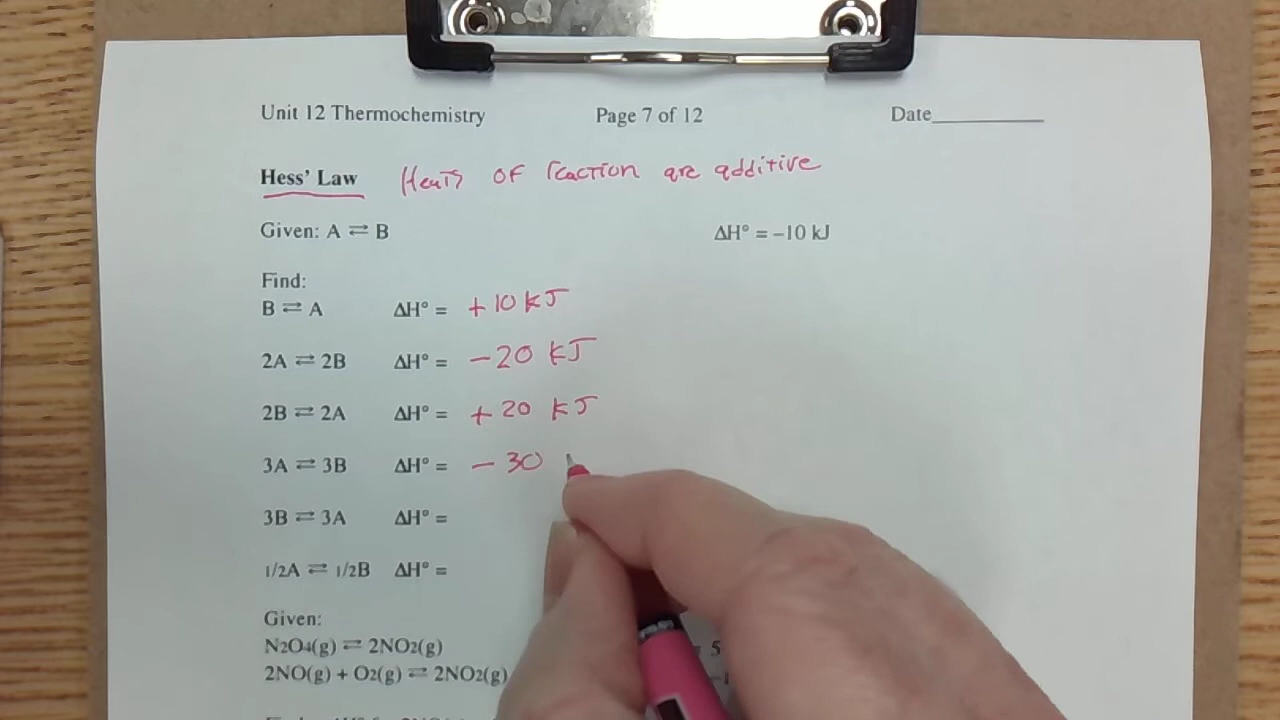 Unit 12 Thermochemistry Page 7 of 12 Date__________
Hess' Law Heats of reaction are additive
Given: A ⇌ B ΔH° = −10 kJ
Find:
B ⇌ A ΔH° = +10 kJ
2A ⇌ 2B ΔH° = −20 kJ
2B ⇌ 2A ΔH° = +20 kJ
3A ⇌ 3B ΔH° = −30
3B ⇌ 3A ΔH° =
1/2A ⇌ 1/2B ΔH° =
Given:
N2O4(g) ⇌ 2NO2(g) 5
2NO(g) + O2(g) ⇌ 2NO2(g)